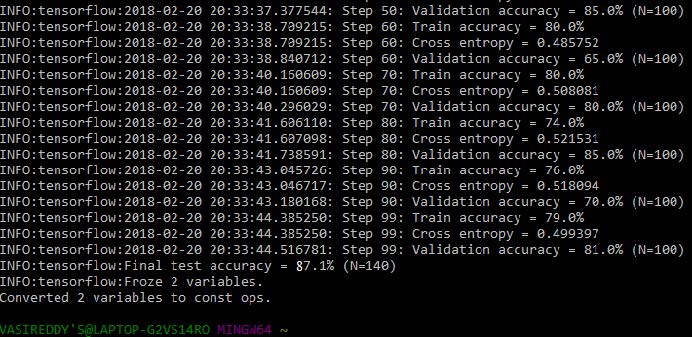 INFO:tensorflow:2018-02-20 20:33:37.377544: Step 50: Validation accuracy = 85.0% (N=100)
INFO:tensorflow:2018-02-20 20:33:38.709215: Step 60: Train accuracy = 80.0%
INFO:tensorflow:2018-02-20 20:33:38.709215: Step 60: Cross entropy = 0.485752
INFO:tensorflow:2018-02-20 20:33:38.840712: Step 60: Validation accuracy = 65.0% (N=100)
INFO:tensorflow:2018-02-20 20:33:40.160609: Step 70: Train accuracy = 80.0%
INFO:tensorflow:2018-02-20 20:33:40.160609: Step 70: Cross entropy = 0.508081
INFO:tensorflow:2018-02-20 20:33:40.296029: Step 70: Validation accuracy = 80.0% (N=100)
INFO:tensorflow:2018-02-20 20:33:41.606110: Step 80: Train accuracy = 74.0%
INFO:tensorflow:2018-02-20 20:33:41.607098: Step 80: Cross entropy = 0.521531
INFO:tensorflow:2018-02-20 20:33:41.738591: Step 80: Validation accuracy = 85.0% (N=100)
INFO:tensorflow:2018-02-20 20:33:43.045726: Step 90: Train accuracy = 76.0%
INFO:tensorflow:2018-02-20 20:33:43.046717: Step 90: Cross entropy = 0.518094
INFO:tensorflow:2018-02-20 20:33:43.180168: Step 90: Validation accuracy = 70.0% (N=100)
INFO:tensorflow:2018-02-20 20:33:44.385250: Step 99: Train accuracy = 79.0%
INFO:tensorflow:2018-02-20 20:33:44.385250: Step 99: Cross entropy = 0.499397
INFO:tensorflow:2018-02-20 20:33:44.516781: Step 99: Validation accuracy = 81.0% (N=100)
INFO:tensorflow:Final test accuracy = 87.1% (N=140)
INFO:tensorflow:Froze 2 variables.
Converted 2 variables to const ops.
VASIREDDY'S@LAPTOP-G2VS14RO MINGW64 ~